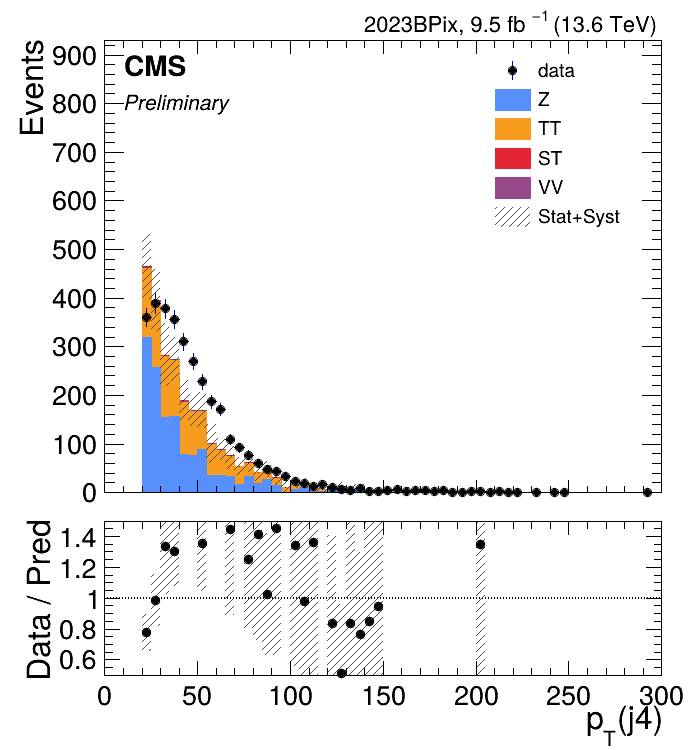 2023BPix, 9.5 fb⁻¹ (13.6 TeV)
CMS
Preliminary
Events
900
800
700
600
500
400
300
200
100
0
data
Z
TT
ST
VV
Stat+Syst
Data / Pred
1.4
1.2
1
0.8
0.6
0 50 100 150 200 250 300
p_T(j4)